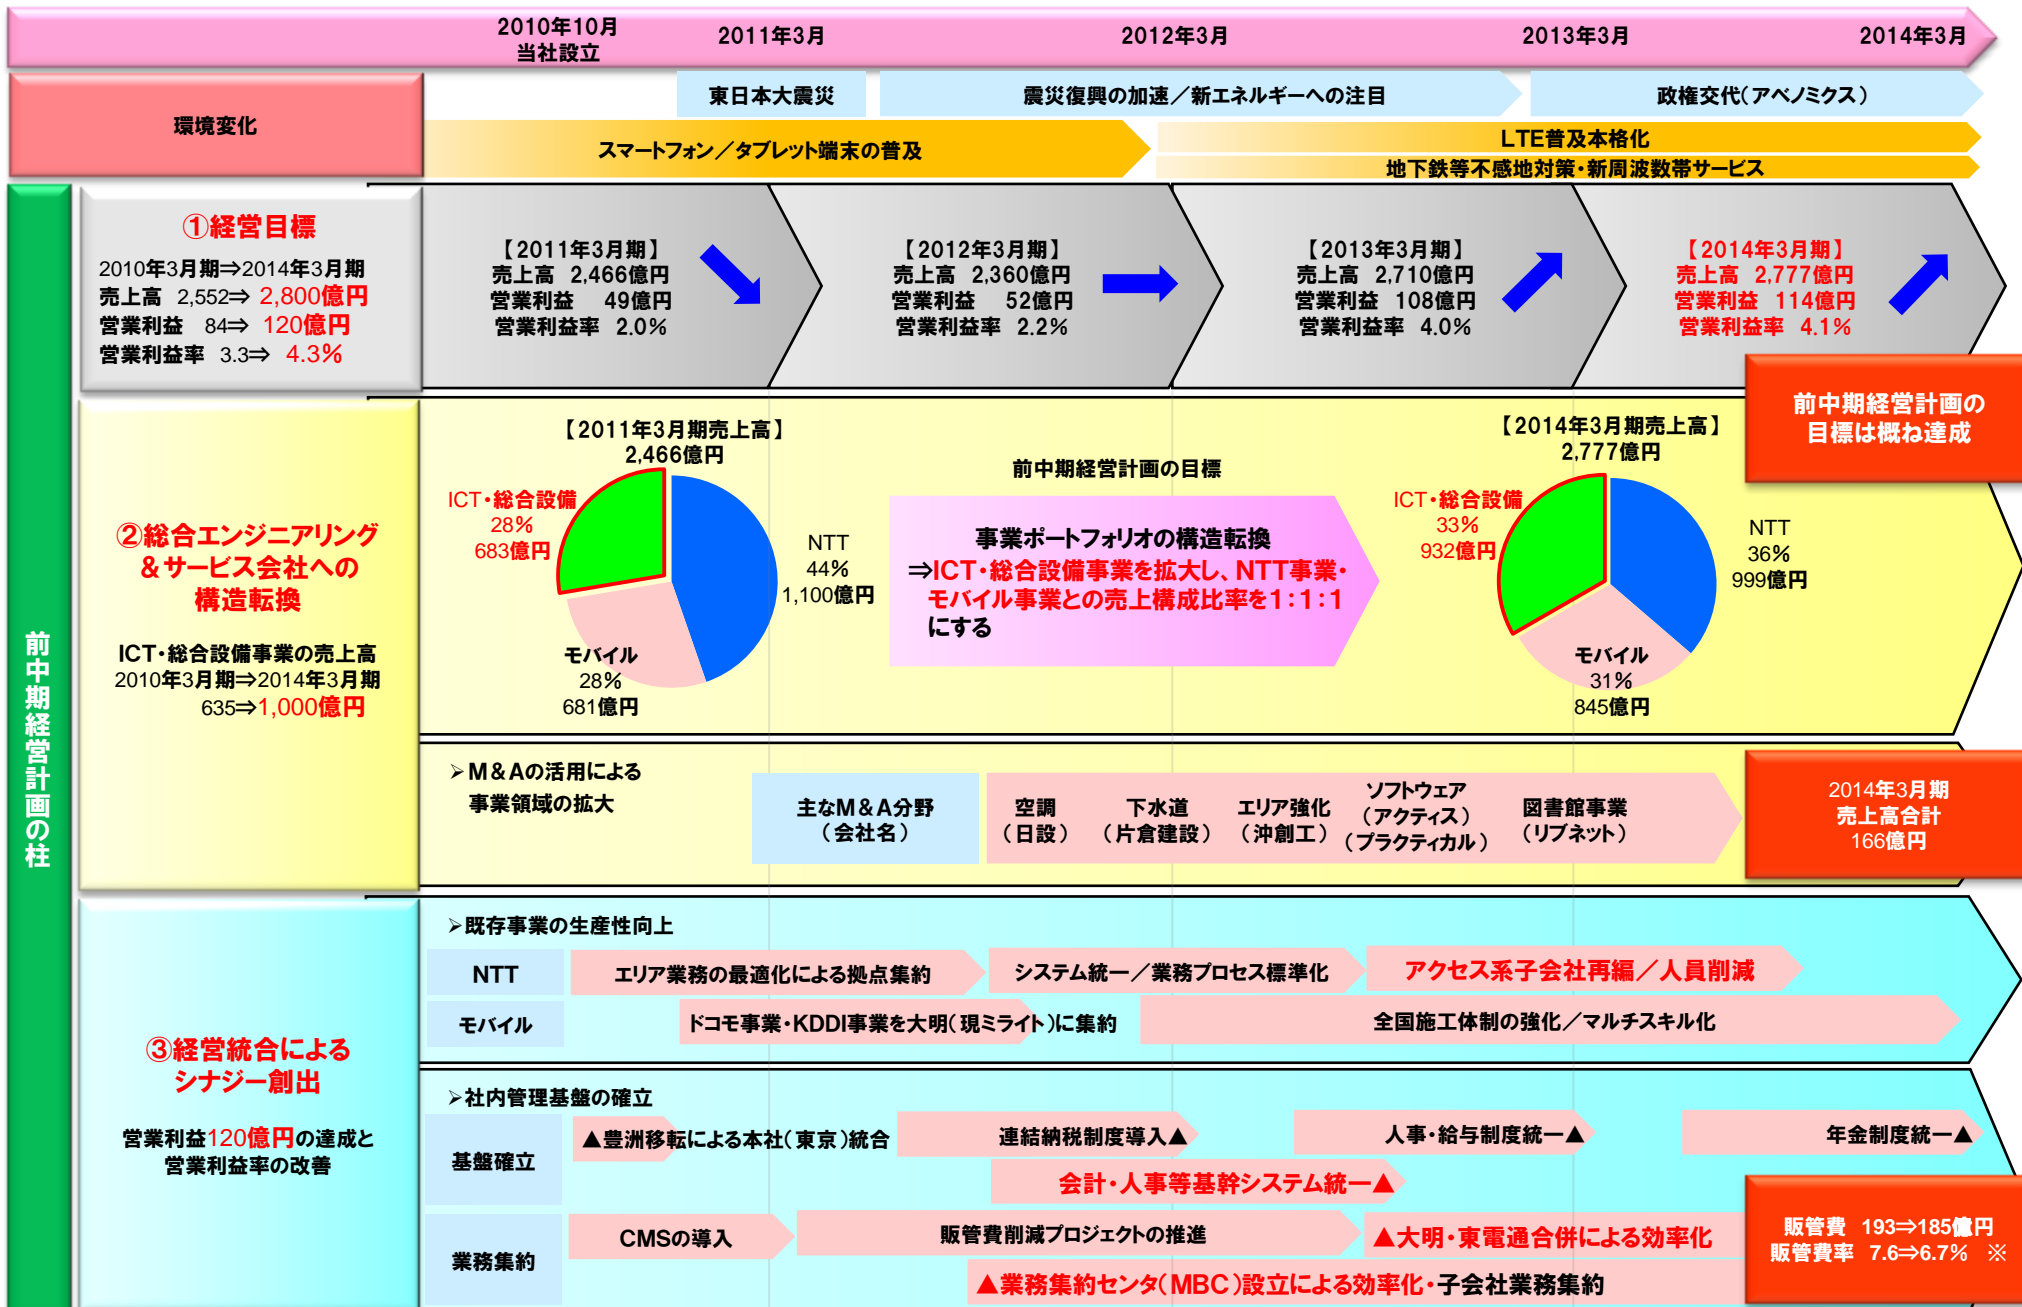 2010年10月
当社設立
2011年3月
2012年3月
2013年3月
2014年3月
環境変化
東日本大震災
震災復興の加速／新エネルギーへの注目
政権交代（アベノミクス）
スマートフォン／タブレット端末の普及
LTE普及本格化
地下鉄等不感地対策・新周波数帯サービス
前中期経営計画の柱
①経営目標
2010年3月期⇒2014年3月期
売上高 2,552⇒ 2,800億円
営業利益 84⇒ 120億円
営業利益率 3.3⇒ 4.3%
【2011年3月期】
売上高 2,466億円
営業利益 49億円
営業利益率 2.0%
【2012年3月期】
売上高 2,360億円
営業利益 52億円
営業利益率 2.2%
【2013年3月期】
売上高 2,710億円
営業利益 108億円
営業利益率 4.0%
【2014年3月期】
売上高 2,777億円
営業利益 114億円
営業利益率 4.1%
前中期経営計画の
目標は概ね達成
②総合エンジニアリング
＆サービス会社への
構造転換
ICT・総合設備事業の売上高
2010年3月期⇒2014年3月期
635⇒1,000億円
【2011年3月期売上高】
2,466億円
ICT・総合設備
28%
683億円
NTT
44%
1,100億円
モバイル
28%
681億円
前中期経営計画の目標
事業ポートフォリオの構造転換
⇒ICT・総合設備事業を拡大し、NTT事業・
モバイル事業との売上構成比率を1：1：1
にする
【2014年3月期売上高】
2,777億円
ICT・総合設備
33%
932億円
NTT
36%
999億円
モバイル
31%
845億円
➢M＆Aの活用による
事業領域の拡大
主なM＆A分野
（会社名）
空調
（日設）
下水道
（片倉建設）
エリア強化
（沖創工）
ソフトウェア
（アクティス）
（プラクティカル）
図書館事業
（リブネット）
2014年3月期
売上高合計
166億円
③経営統合による
シナジー創出
営業利益120億円の達成と
営業利益率の改善
➢既存事業の生産性向上
NTT
エリア業務の最適化による拠点集約
システム統一／業務プロセス標準化
アクセス系子会社再編／人員削減
モバイル
ドコモ事業・KDDI事業を大明（現ミライト）に集約
全国施工体制の強化／マルチスキル化
➢社内管理基盤の確立
基盤確立
▲豊洲移転による本社（東京）統合
連結納税制度導入▲
人事・給与制度統一▲
年金制度統一▲
会計・人事等基幹システム統一▲
業務集約
CMSの導入
販管費削減プロジェクトの推進
▲大明・東電通合併による効率化
▲業務集約センタ（MBC）設立による効率化・子会社業務集約
販管費 193⇒185億円
販管費率 7.6⇒6.7% ※